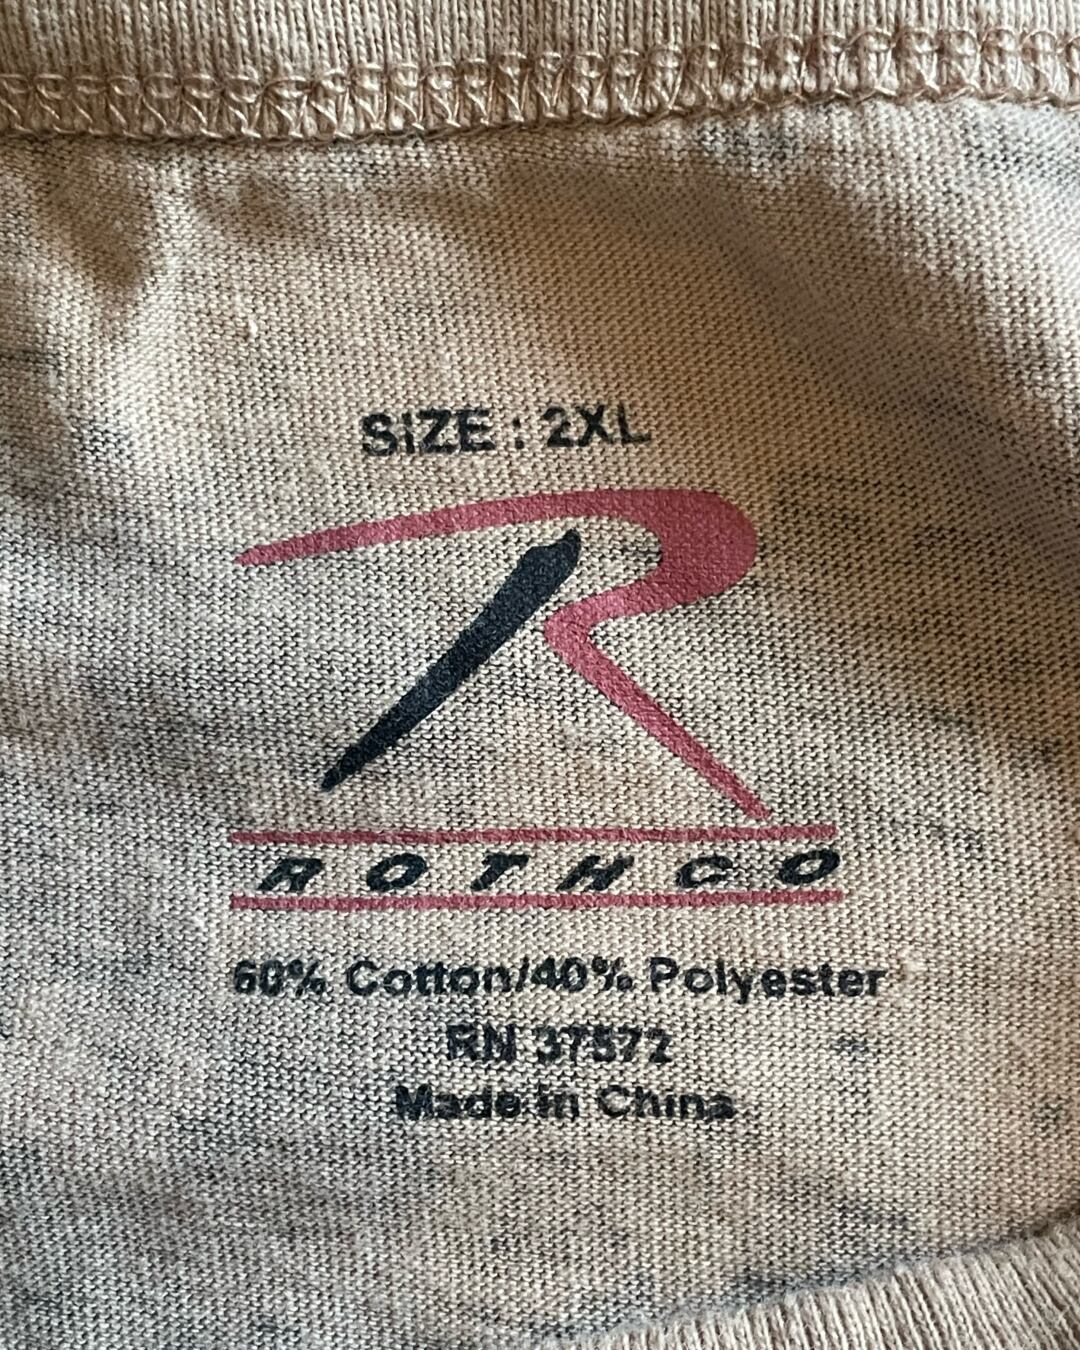 SIZE : 2XL
ROTHCO
60% Cotton/40% Polyester
RN 37572
Made in China